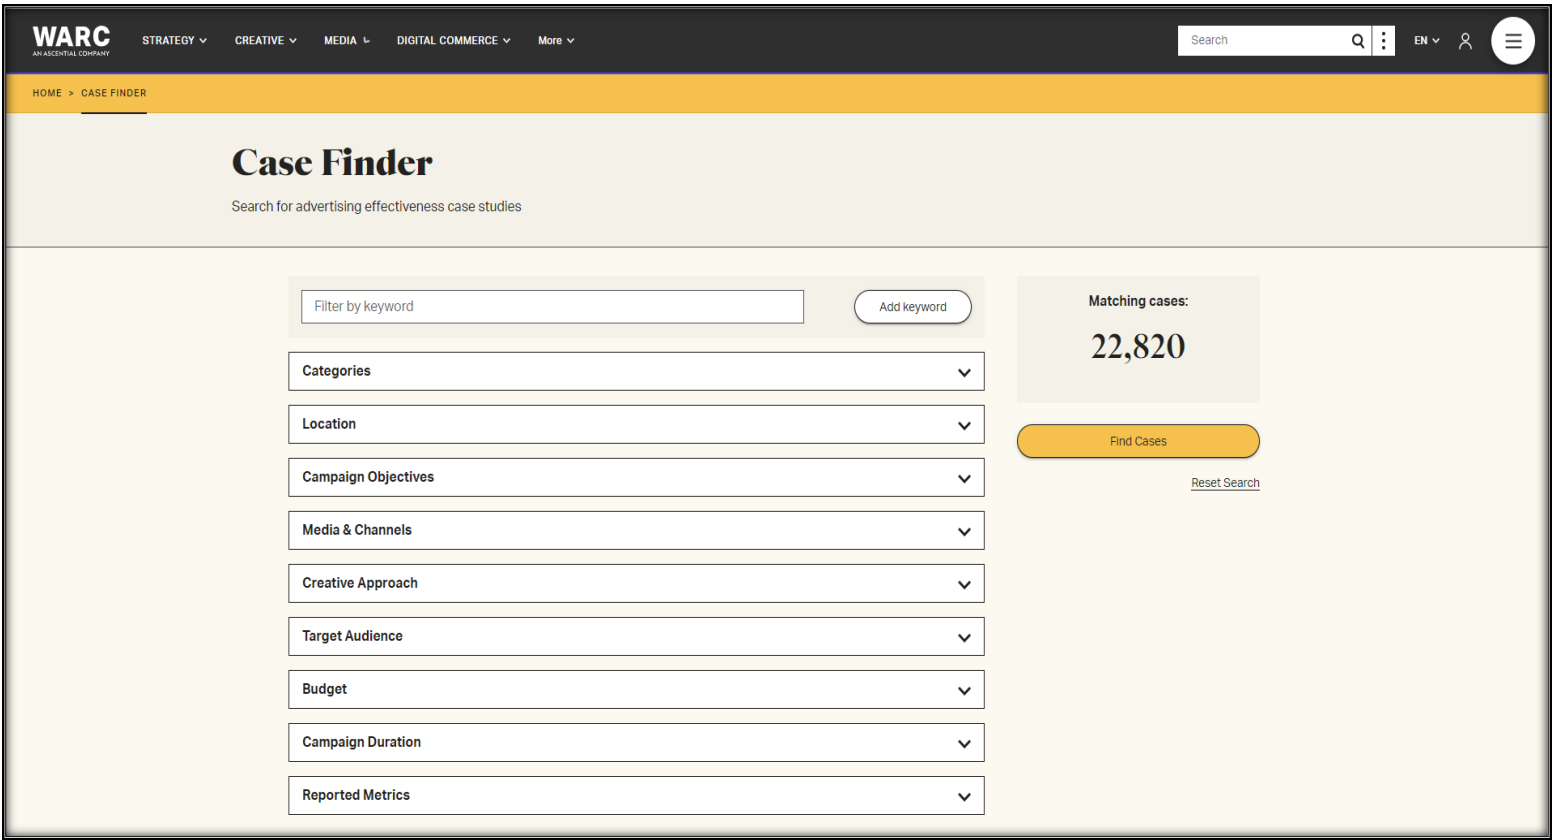 WARC
AN ASCENTIAL COMPANY
STRATEGY
CREATIVE
MEDIA
DIGITAL COMMERCE
More
Search
EN
HOME > CASE FINDER
Case Finder
Search for advertising effectiveness case studies
Filter by keyword
Add keyword
Matching cases:
22,820
Find Cases
Reset Search
Categories
Location
Campaign Objectives
Media & Channels
Creative Approach
Target Audience
Budget
Campaign Duration
Reported Metrics